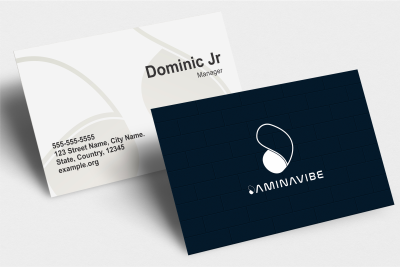 Dominic Jr
Manager
555-555-5555
123 Street Name, City Name.
State, Country, 12345
example.org
AMINAVIBE